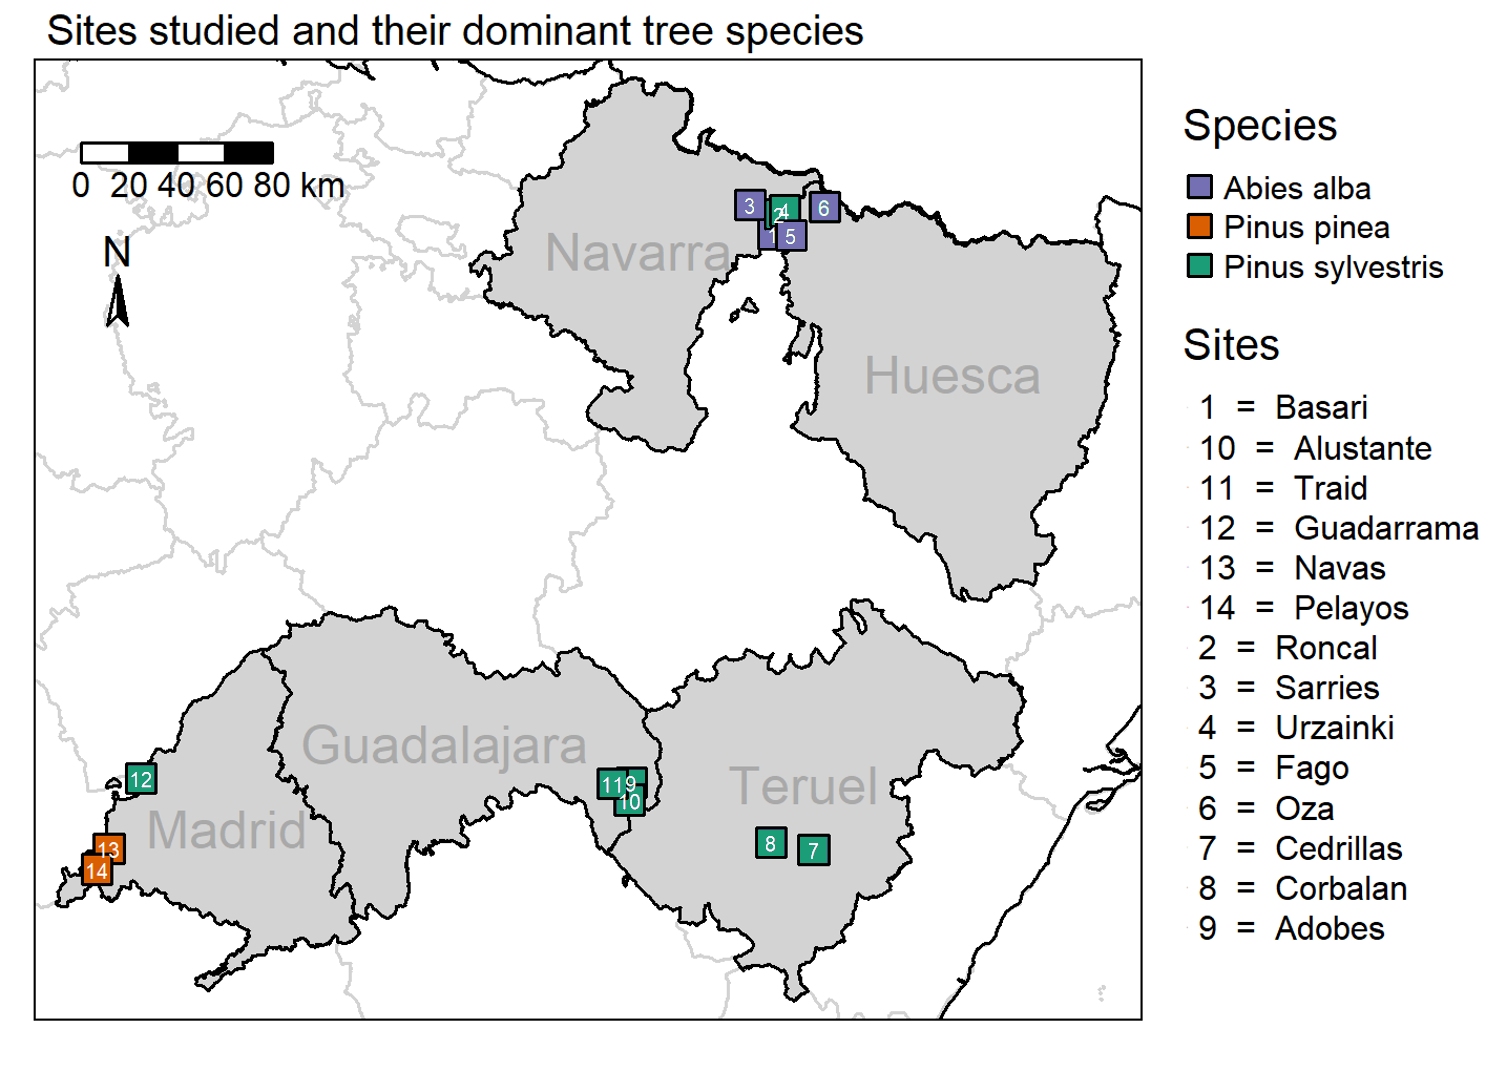 Sites studied and their dominant tree species
0 20 40 60 80 km
N
Navarra
Huesca
Guadalajara
Teruel
Madrid
3
4
2
6
1
5
12
13
14
11
9
10
8
7
Species
Abies alba
Pinus pinea
Pinus sylvestris
Sites
1 = Basari
10 = Alustante
11 = Traid
12 = Guadarrama
13 = Navas
14 = Pelayos
2 = Roncal
3 = Sarries
4 = Urzainki
5 = Fago
6 = Oza
7 = Cedrillas
8 = Corbalan
9 = Adobes